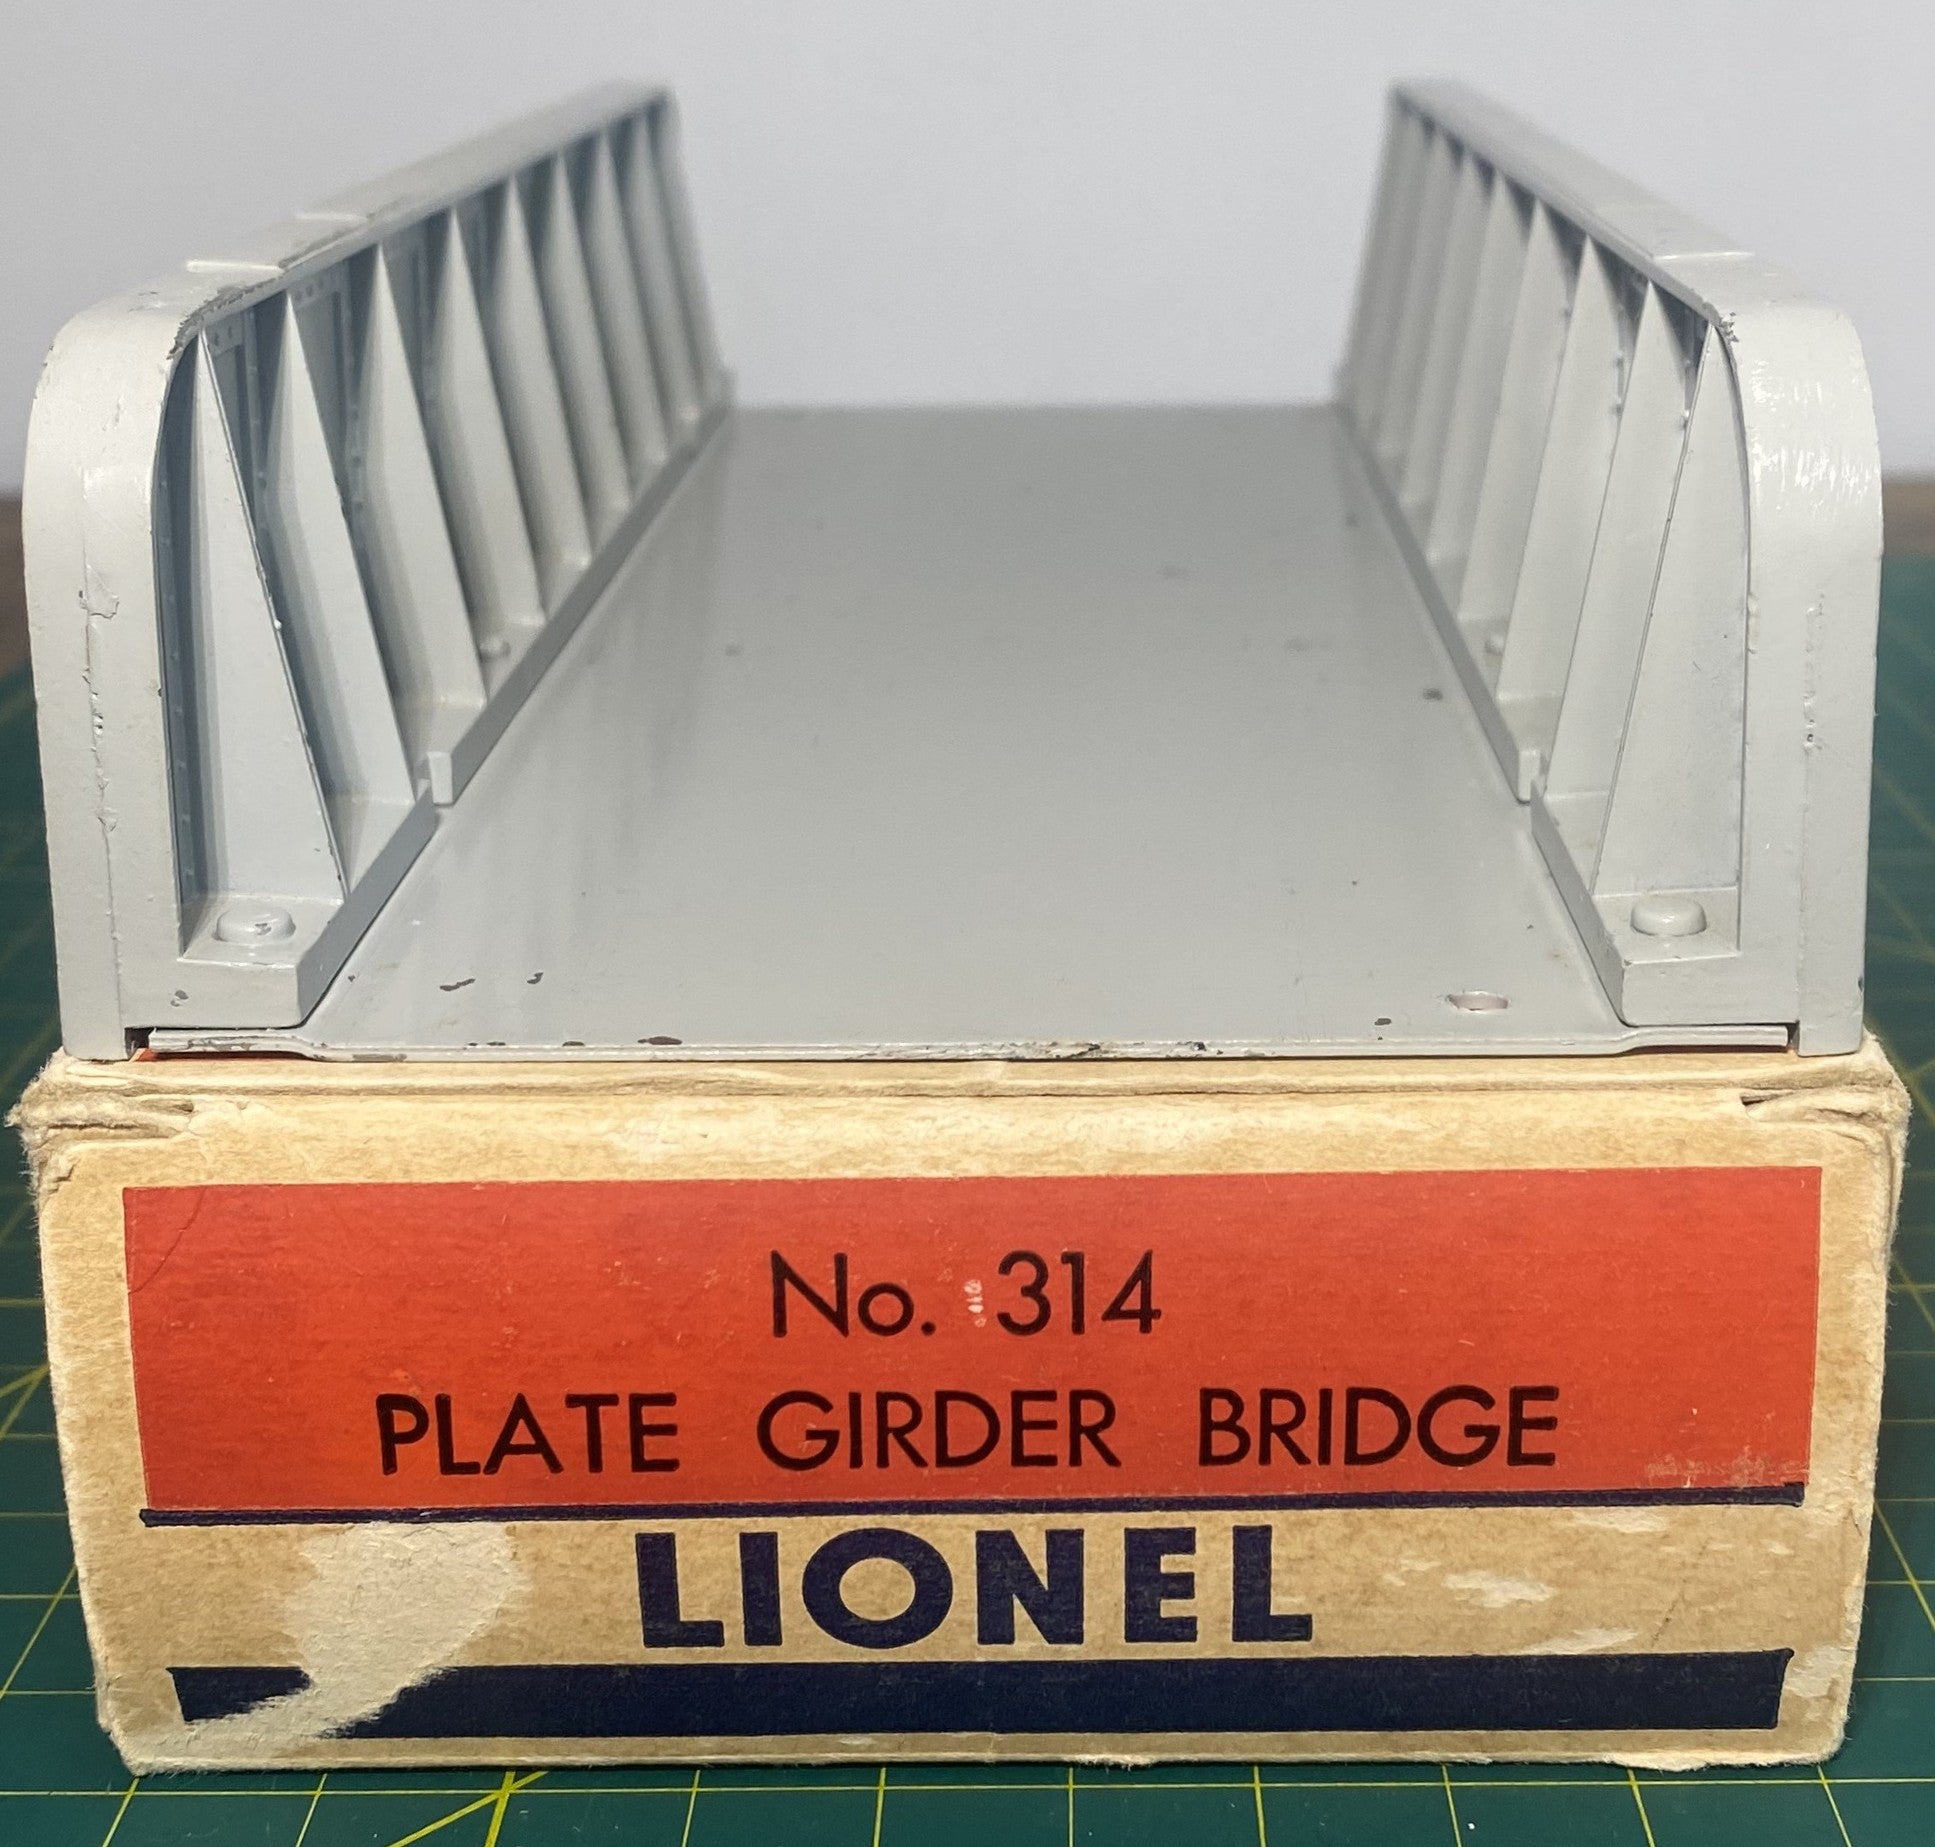 No. 314
PLATE GIRDER BRIDGE
LIONEL